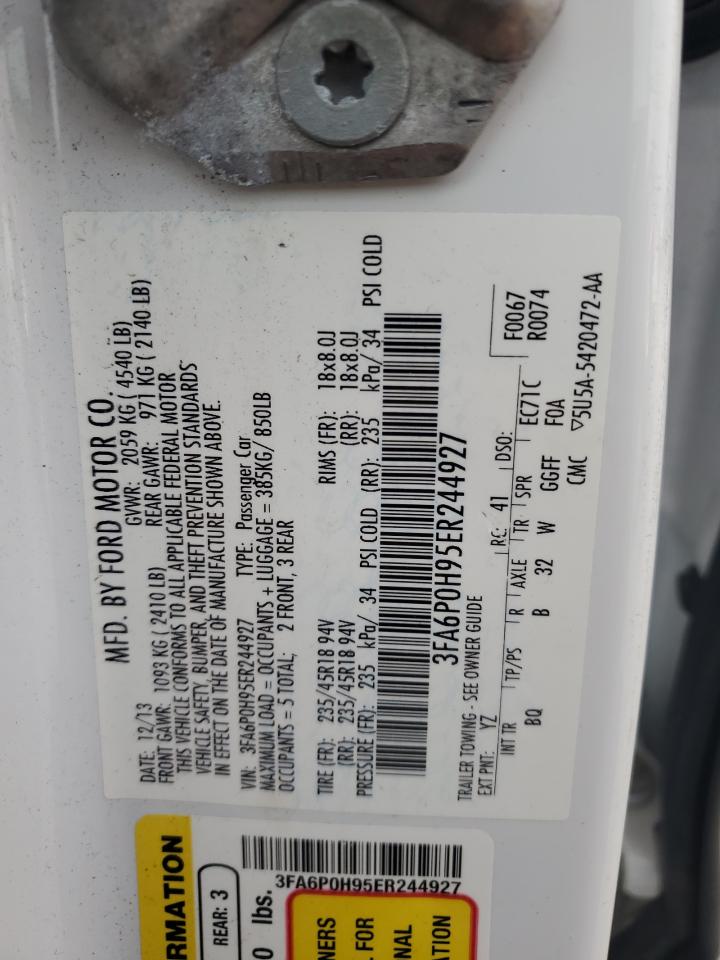 MFD. BY FORD MOTOR CO.
DATE: 12/13 GVWR: 2059 KG ( 4540 LB)
FRONT GAWR: 1093 KG ( 2410 LB) REAR GAWR: 971 KG ( 2140 LB)
THIS VEHICLE CONFORMS TO ALL APPLICABLE FEDERAL MOTOR
VEHICLE SAFETY, BUMPER, AND THEFT PREVENTION STANDARDS
IN EFFECT ON THE DATE OF MANUFACTURE SHOWN ABOVE.
VIN: 3FA6P0H95ER244927 TYPE: Passenger Car
MAXIMUM LOAD = OCCUPANTS + LUGGAGE = 385KG/ 850LB
OCCUPANTS = 5 TOTAL; 2 FRONT, 3 REAR
TIRE (FR): 235/45R18 94V RIMS (FR): 18x8.0J
(RR): 235/45R18 94V (RR): 18x8.0J
PRESSURE (FR): 235 kPa/ 34 PSI COLD (RR): 235 kPa/ 34 PSI COLD
3FA6P0H95ER244927
TRAILER TOWING - SEE OWNER GUIDE
EXT PNT: YZ RC: 41 DSO: F0067
R0074
INT TR TP/PS R AXLE TR SPR EC71C
BQ B 32 W GGFF F0A
CMC ▽5U5A-5420472-AA
RMATION
REAR: 3
0 lbs.
3FA6P0H95ER244927
NERS
FOR
NAL
ATION